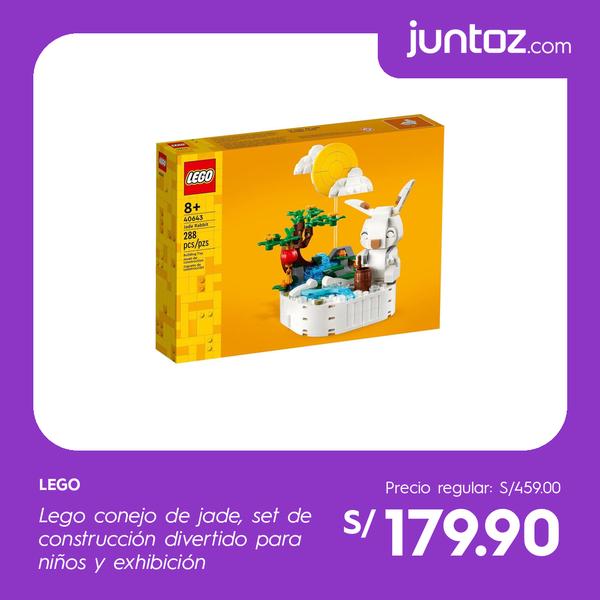 juntoz.com
LEGO
8+
40643
Jade Rabbit
288
pcs/pzs
LEGO
Lego conejo de jade, set de
construcción divertido para
niños y exhibición
Precio regular: S/459.00
S/179.90